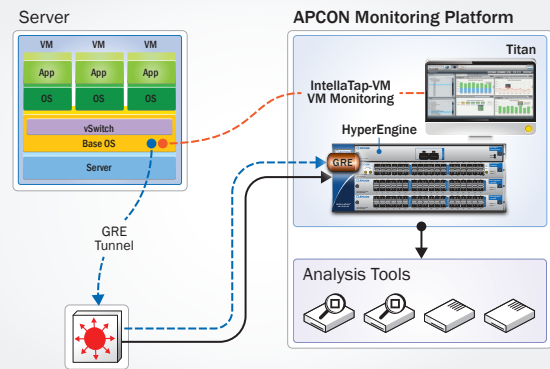 Server
VM VM VM
App App App
OS OS OS
vSwitch
Base OS
Server
GRE
Tunnel
APCON Monitoring Platform
Titan
IntellaTap-VM
VM Monitoring
HyperEngine
GRE
Analysis Tools